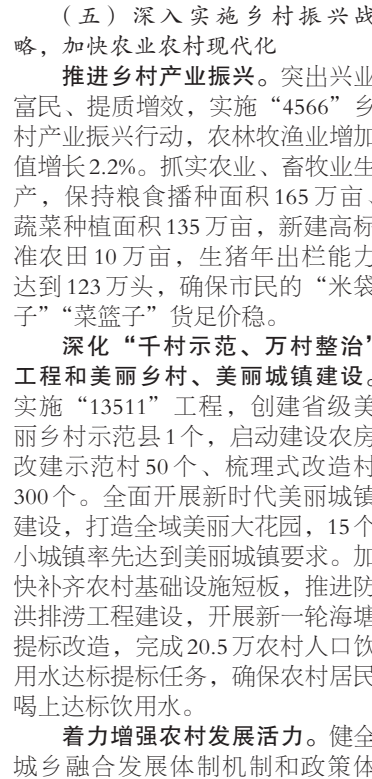 （五）深入实施乡村振兴战
略，加快农业农村现代化
推进乡村产业振兴。突出兴业
富民、提质增效，实施“4566”乡
村产业振兴行动，农林牧渔业增加
值增长2.2%。抓实农业、畜牧业生
产，保持粮食播种面积165万亩、
蔬菜种植面积135万亩，新建高标
准农田10万亩，生猪年出栏能力
达到123万头，确保市民的“米袋
子”“菜篮子”货足价稳。
深化“千村示范、万村整治”
工程和美丽乡村、美丽城镇建设。
实施“13511”工程，创建省级美
丽乡村示范县1个，启动建设农房
改建示范村50个、梳理式改造村
300个。全面开展新时代美丽城镇
建设，打造全域美丽大花园，15个
小城镇率先达到美丽城镇要求。加
快补齐农村基础设施短板，推进防
洪排涝工程建设，开展新一轮海塘
提标改造，完成20.5万农村人口饮
用水达标提标任务，确保农村居民
喝上达标饮用水。
着力增强农村发展活力。健全
城乡融合发展体制机制和政策体